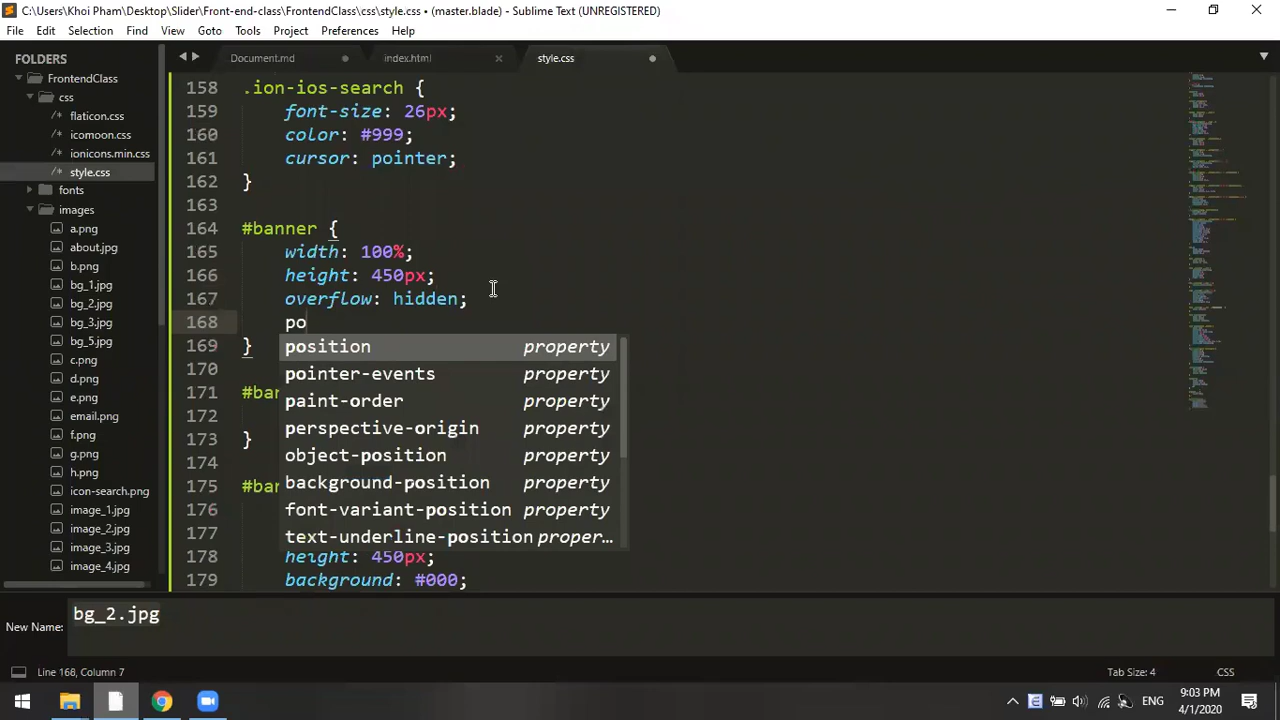 C:\Users\Khoi Pham\Desktop\Slider\Front-end-class\FrontendClass\css\style.css • (master.blade) - Sublime Text (UNREGISTERED)
File Edit Selection Find View Goto Tools Project Preferences Help
FOLDERS
FrontendClass
css
/* flaticon.css
/* icomoon.css
/* ionicons.min.css
/* style.css
fonts
images
a.png
about.jpg
b.png
bg_1.jpg
bg_2.jpg
bg_3.jpg
bg_5.jpg
c.png
d.png
e.png
email.png
f.png
g.png
h.png
icon-search.png
image_1.jpg
image_2.jpg
image_3.jpg
image_4.jpg
Document.md index.html style.css
158 .ion-ios-search {
159 font-size: 26px;
160 color: #999;
161 cursor: pointer;
162 }
163
164 #banner {
165 width: 100%;
166 height: 450px;
167 overflow: hidden;
168 po
169 }
170
171 #bar
172
173 }
174
175 #bar
176
177
178 height: 450px;
179 background: #000;
position property
pointer-events property
paint-order property
perspective-origin property
object-position property
background-position property
font-variant-position property
text-underline-position proper…
New Name: bg_2.jpg
Line 168, Column 7 Tab Size: 4 CSS
ENG
9:03 PM
4/1/2020